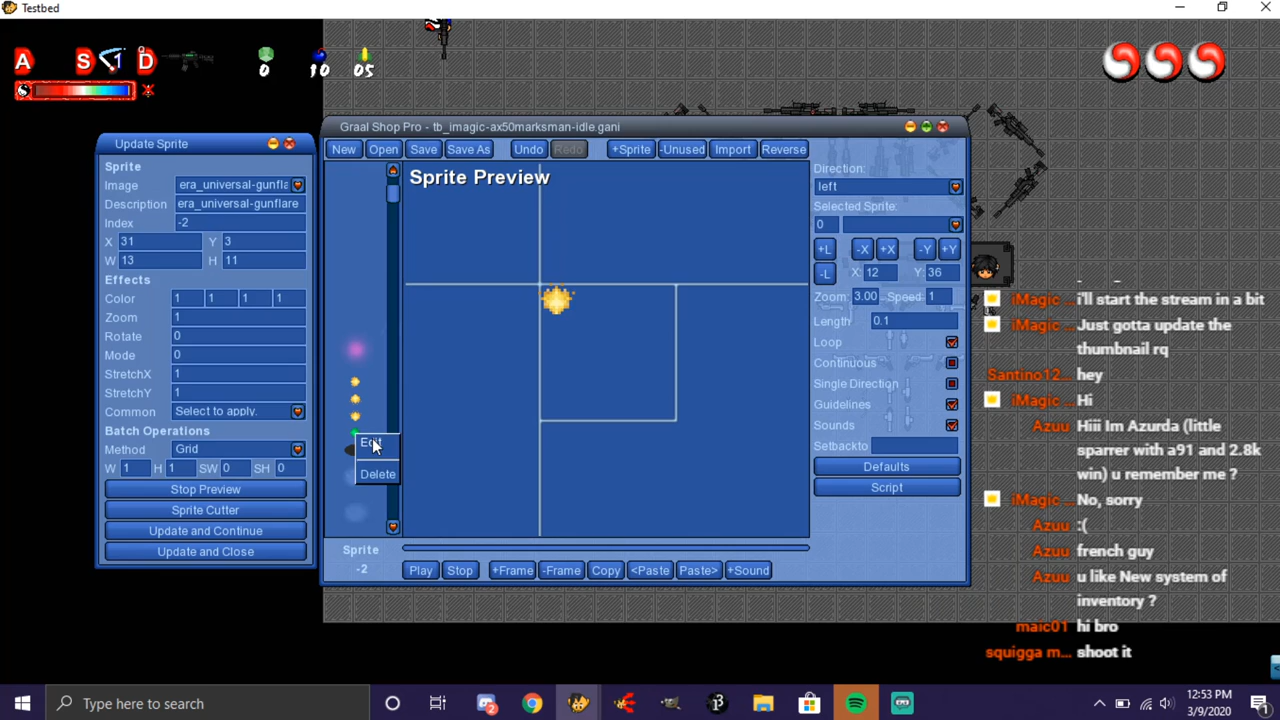 Testbed
A
S
Q
D
0
10
05
Update Sprite
Sprite
Image era_universal-gunfla
Description era_universal-gunflare
Index -2
X 31 Y 3
W 13 H 11
Effects
Color 1 1 1 1
Zoom 1
Rotate 0
Mode 0
StretchX 1
StretchY 1
Common Select to apply.
Batch Operations
Method Grid
W 1 H 1 SW 0 SH 0
Stop Preview
Sprite Cutter
Update and Continue
Update and Close
Graal Shop Pro - tb_imagic-ax50marksman-idle.gani
New Open Save Save As Undo Redo +Sprite -Unused Import Reverse
Sprite Preview
Edit
Delete
Sprite
-2
Play Stop +Frame -Frame Copy <Paste Paste> +Sound
Direction:
left
Selected Sprite:
0
+L -X +X -Y +Y
-L X: 12 Y: 36
Zoom: 3.00 Speed 1
Length 0.1
Loop
Continuous
Single Direction
Guidelines
Sounds
Setbackto
Defaults
Script
iMagic ... i'll start the stream in a bit
iMagic ... Just gotta update the
thumbnail rq
Santino12... hey
iMagic ... Hi
Azuu Hiii Im Azurda (little
sparrer with a91 and 2.8k
win) u remember me ?
iMagic ... No, sorry
Azuu :(
Azuu french guy
Azuu u like New system of
inventory ?
maic01 hi bro
squigga m... shoot it
Type here to search
2
12:53 PM
3/9/2020
1